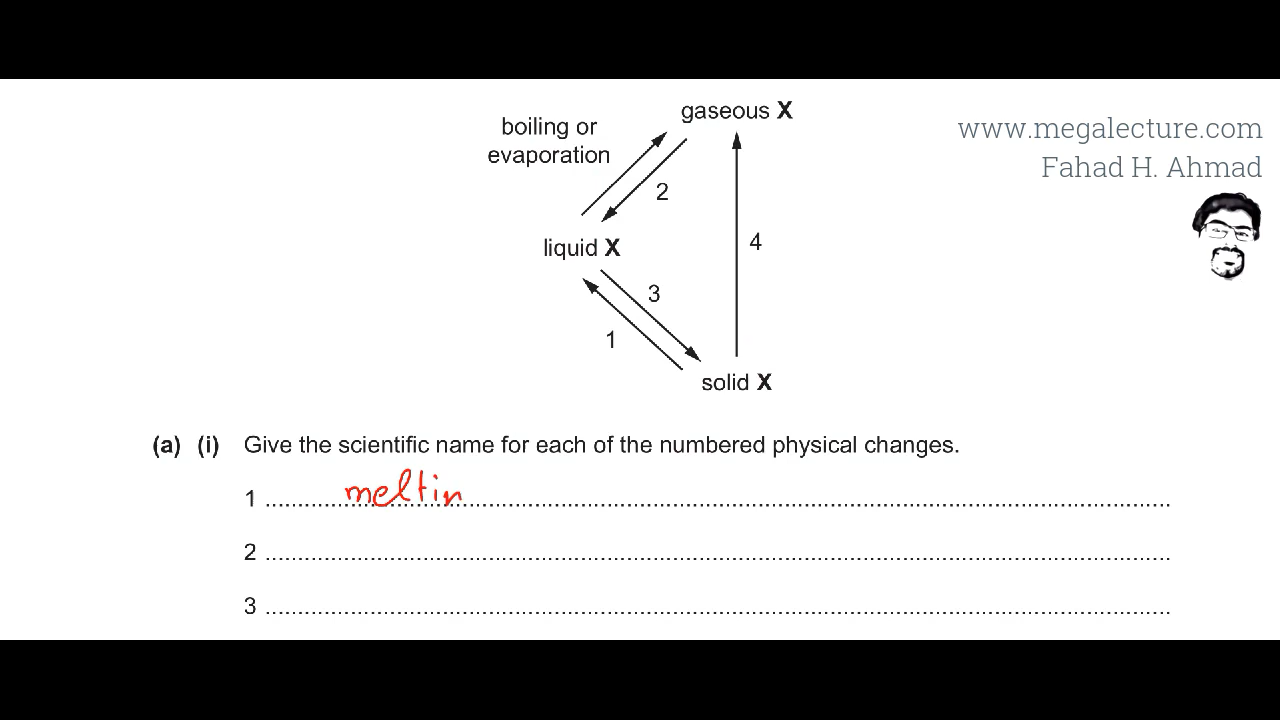 gaseous X
boiling or
evaporation
www.megalecture.com
Fahad H. Ahmad
2
4
liquid X
3
1
solid X
(a) (i) Give the scientific name for each of the numbered physical changes.
1 .......... meltin ..........
2 ....................
3 ....................